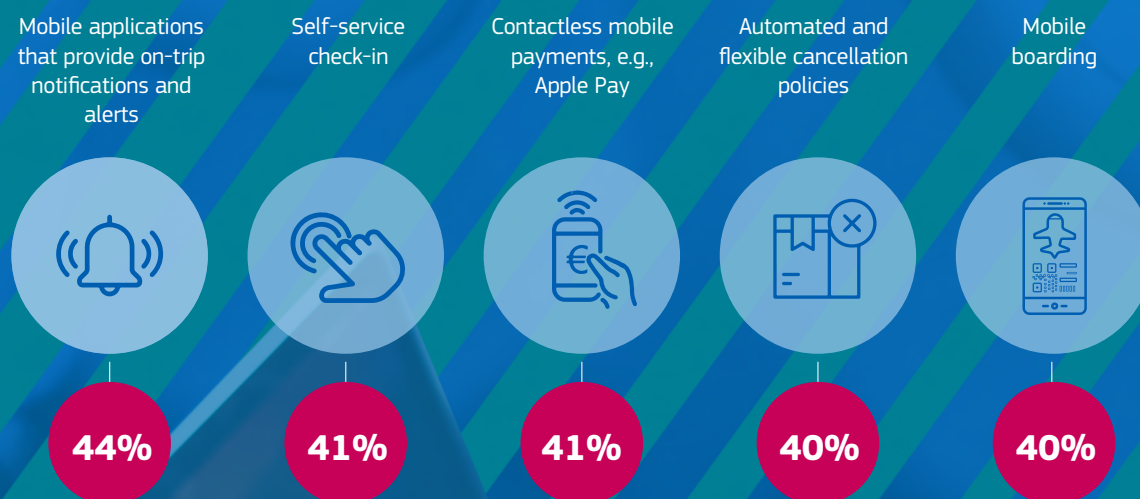 Mobile applications
that provide on-trip
notifications and
alerts
Self-service
check-in
Contactless mobile
payments, e.g.,
Apple Pay
Automated and
flexible cancellation
policies
Mobile
boarding
€
44%
41%
41%
40%
40%